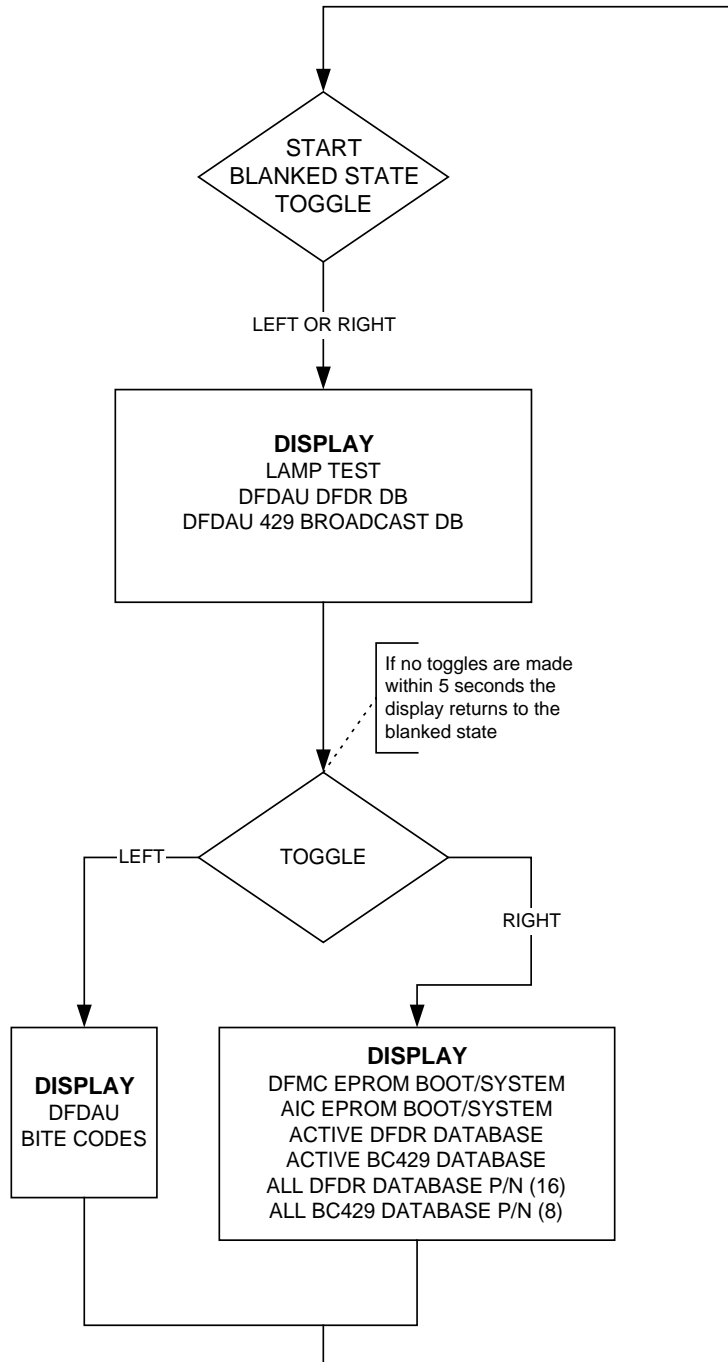 START
BLANKED STATE
TOGGLE
LEFT OR RIGHT
DISPLAY
LAMP TEST
DFDAU DFDR DB
DFDAU 429 BROADCAST DB
If no toggles are made
within 5 seconds the
display returns to the
blanked state
TOGGLE
LEFT
RIGHT
DISPLAY
DFDAU
BITE CODES
DISPLAY
DFMC EPROM BOOT/SYSTEM
AIC EPROM BOOT/SYSTEM
ACTIVE DFDR DATABASE
ACTIVE BC429 DATABASE
ALL DFDR DATABASE P/N (16)
ALL BC429 DATABASE P/N (8)